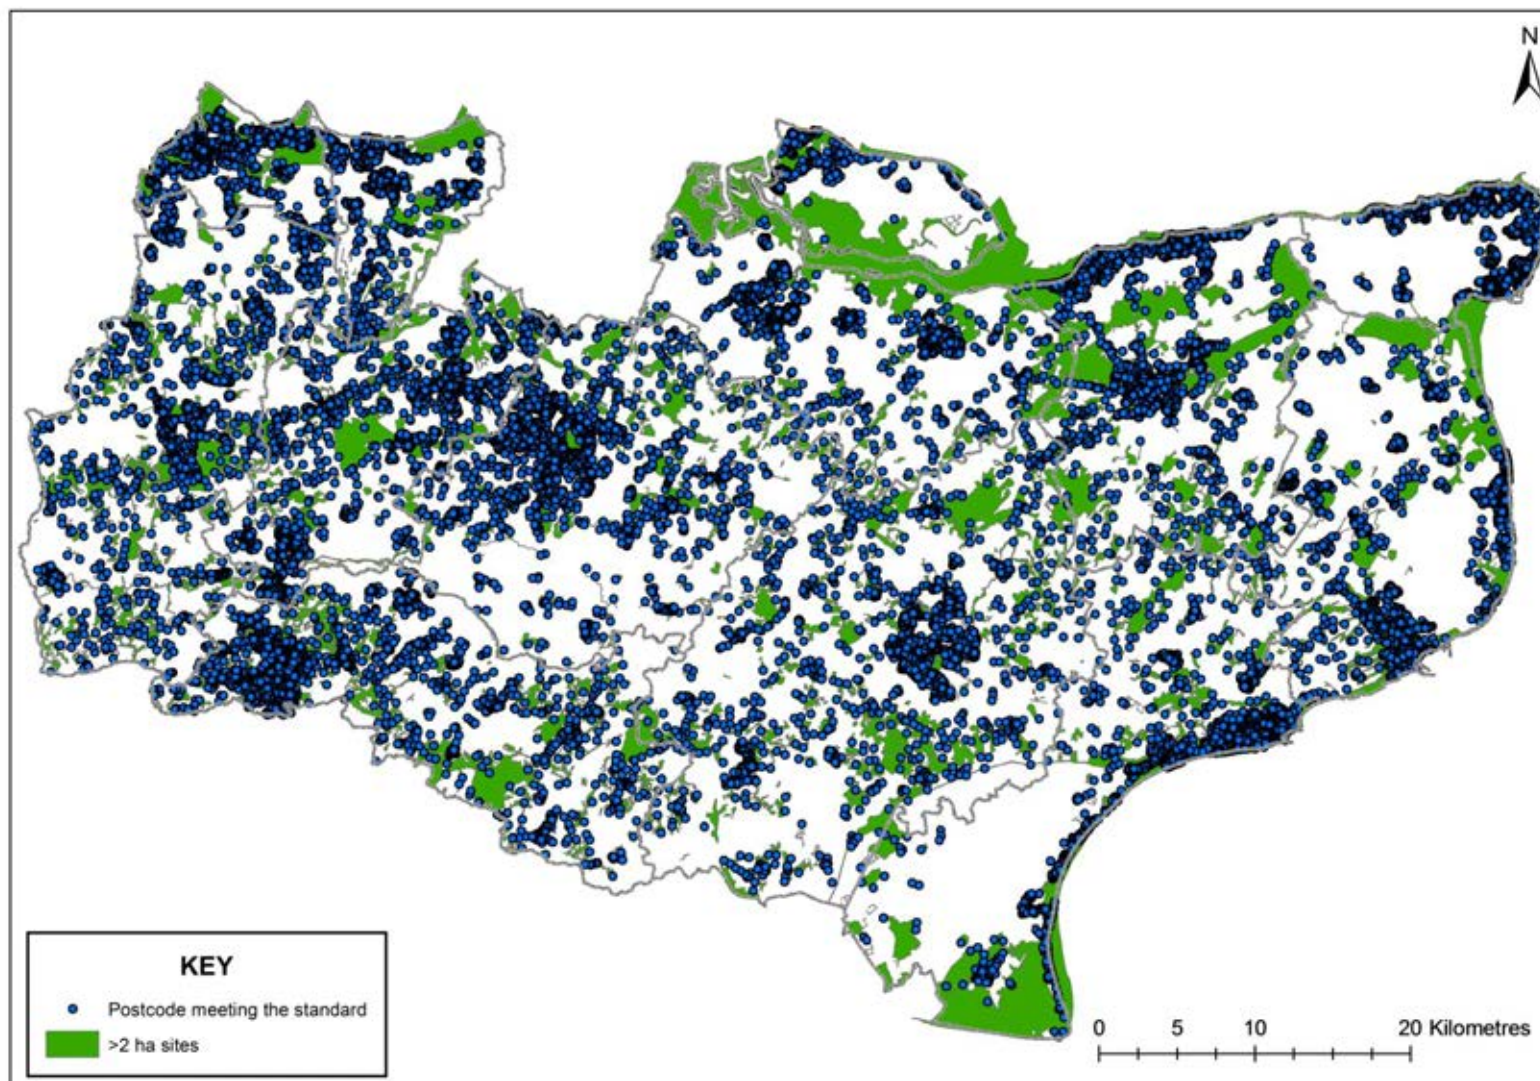 N
KEY
Postcode meeting the standard
>2 ha sites
0 5 10 20 Kilometres